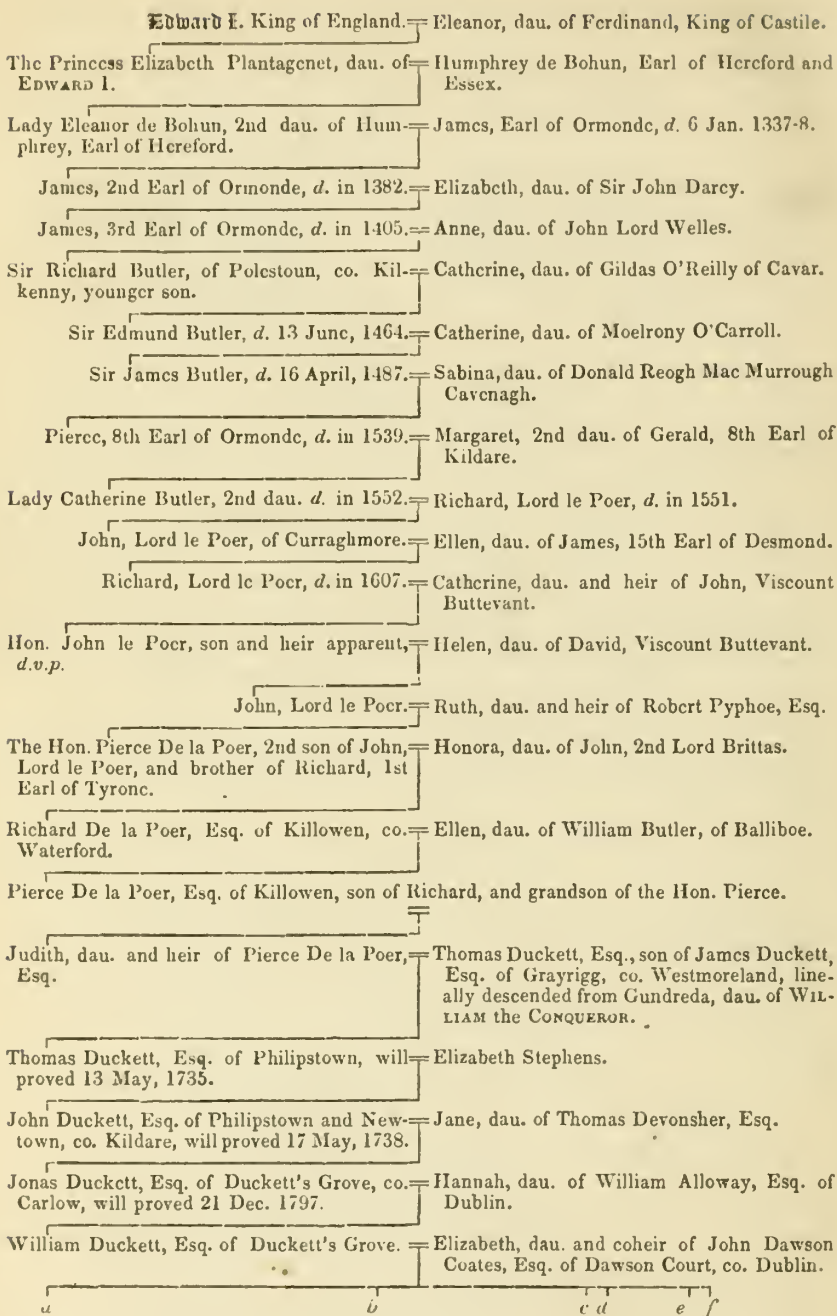 Edward I. King of England. = Eleanor, dau. of Ferdinand, King of Castile.
The Princess Elizabeth Plantagenet, dau. of = Humphrey de Bohun, Earl of Hereford and
EDWARD I. Essex.
Lady Eleanor de Bohun, 2nd dau. of Hum- = James, Earl of Ormonde, d. 6 Jan. 1337-8.
phrey, Earl of Hereford.
James, 2nd Earl of Ormonde, d. in 1382. = Elizabeth, dau. of Sir John Darcy.
James, 3rd Earl of Ormonde, d. in 1405. = Anne, dau. of John Lord Welles.
Sir Richard Butler, of Polestoun, co. Kil- = Catherine, dau. of Gildas O'Reilly of Cavar.
kenny, younger son.
Sir Edmund Butler, d. 13 June, 1464. = Catherine, dau. of Moelrony O'Carroll.
Sir James Butler, d. 16 April, 1487. = Sabina, dau. of Donald Reogh Mac Murrough
Cavenagh.
Pierce, 8th Earl of Ormonde, d. in 1539. = Margaret, 2nd dau. of Gerald, 8th Earl of
Kildare.
Lady Catherine Butler, 2nd dau. d. in 1552. = Richard, Lord le Poer, d. in 1551.
John, Lord le Poer, of Curraghmore. = Ellen, dau. of James, 15th Earl of Desmond.
Richard, Lord le Poer, d. in 1607. = Catherine, dau. and heir of John, Viscount
Buttevant.
Hon. John le Poer, son and heir apparent, = Helen, dau. of David, Viscount Buttevant.
d.v.p.
John, Lord le Poer. = Ruth, dau. and heir of Robert Pyphoe, Esq.
The Hon. Pierce De la Poer, 2nd son of John, = Honora, dau. of John, 2nd Lord Brittas.
Lord le Poer, and brother of Richard, 1st
Earl of Tyrone.
Richard De la Poer, Esq. of Killowen, co. = Ellen, dau. of William Butler, of Balliboe.
Waterford.
Pierce De la Poer, Esq. of Killowen, son of Richard, and grandson of the Hon. Pierce.
=
Judith, dau. and heir of Pierce De la Poer, = Thomas Duckett, Esq., son of James Duckett,
Esq. Esq. of Grayrigg, co. Westmoreland, line-
ally descended from Gundreda, dau. of WIL-
LIAM the CONQUEROR.
Thomas Duckett, Esq. of Philipstown, will = Elizabeth Stephens.
proved 13 May, 1735.
John Duckett, Esq. of Philipstown and New- = Jane, dau. of Thomas Devonsher, Esq.
town, co. Kildare, will proved 17 May, 1738.
Jonas Duckett, Esq. of Duckett's Grove, co. = Hannah, dau. of William Alloway, Esq. of
Carlow, will proved 21 Dec. 1797. Dublin.
William Duckett, Esq. of Duckett's Grove. = Elizabeth, dau. and coheir of John Dawson
Coates, Esq. of Dawson Court, co. Dublin.
a b c d e f